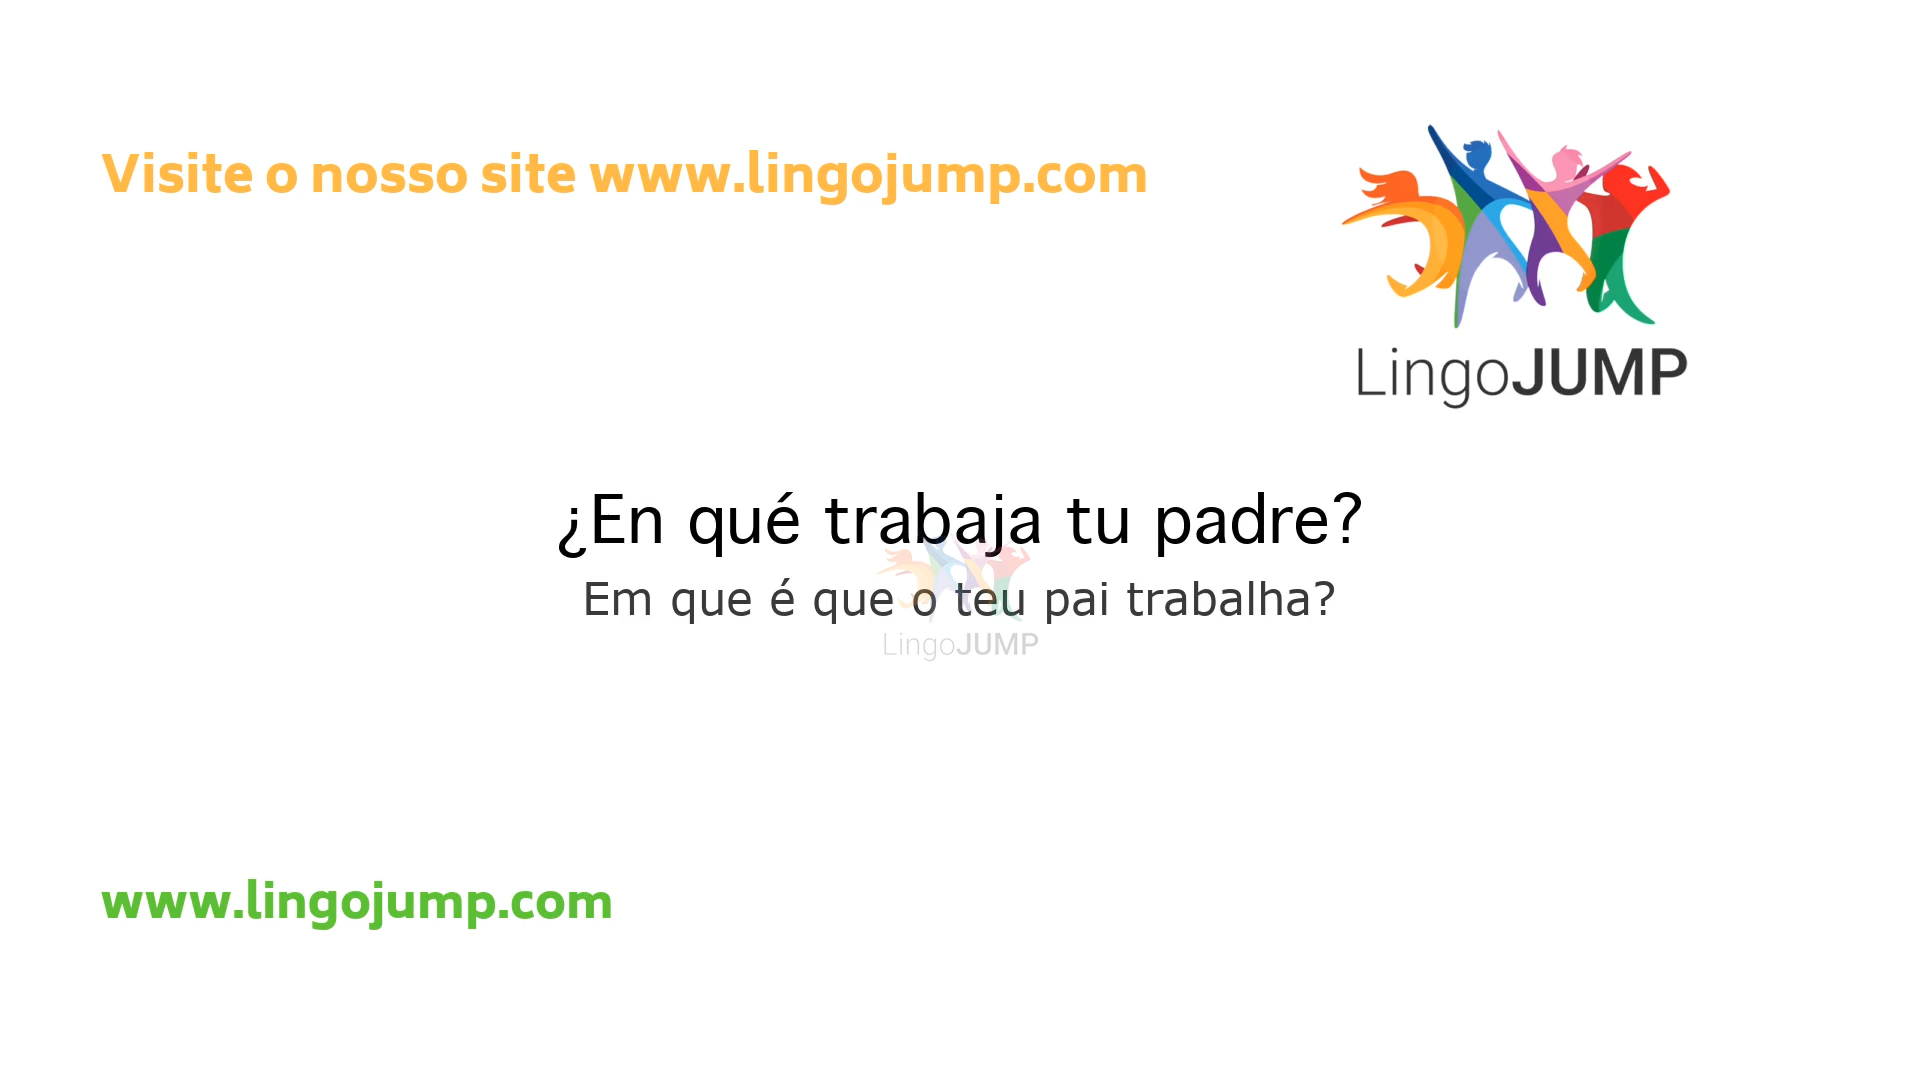 Visite o nosso site www.lingojump.com
LingoJUMP
¿En qué trabaja tu padre?
Em que é que o teu pai trabalha?
LingoJUMP
www.lingojump.com